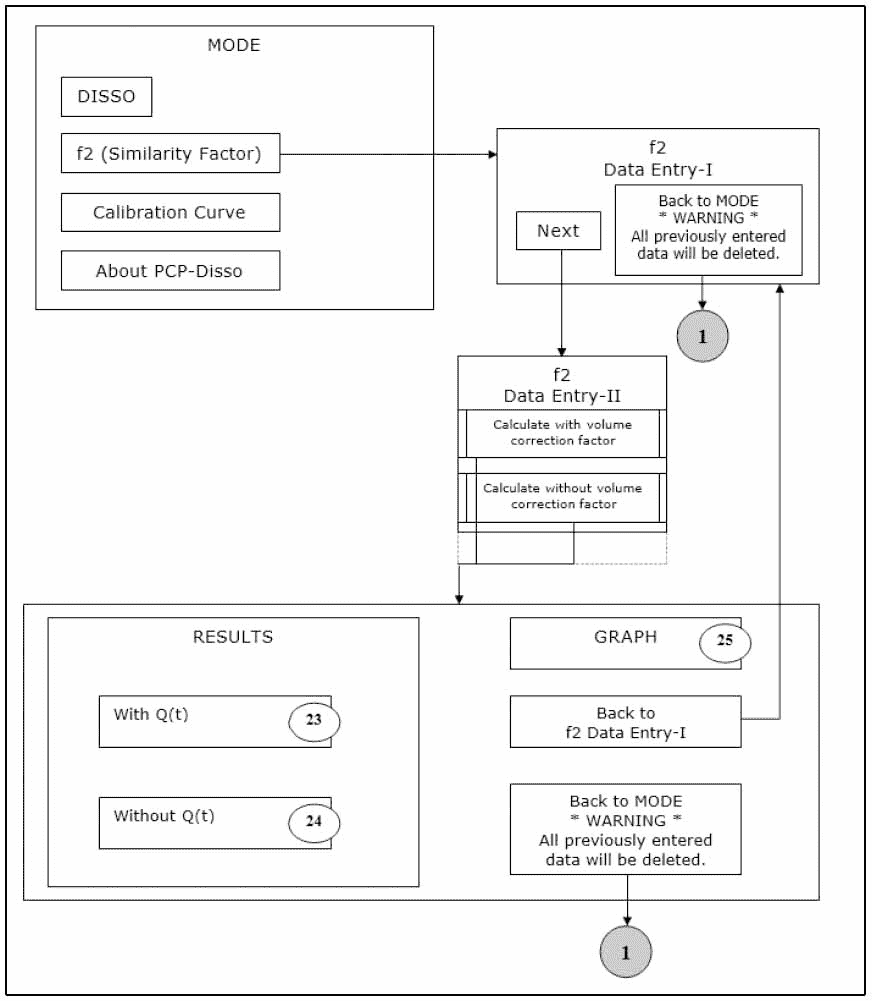 MODE
DISSO
f2 (Similarity Factor)
Calibration Curve
About PCP-Disso
f2
Data Entry-I
Next
Back to MODE
* WARNING *
All previously entered
data will be deleted.
1
f2
Data Entry-II
Calculate with volume
correction factor
Calculate without volume
correction factor
RESULTS
With Q(t)
23
Without Q(t)
24
GRAPH
25
Back to
f2 Data Entry-I
Back to MODE
* WARNING *
All previously entered
data will be deleted.
1